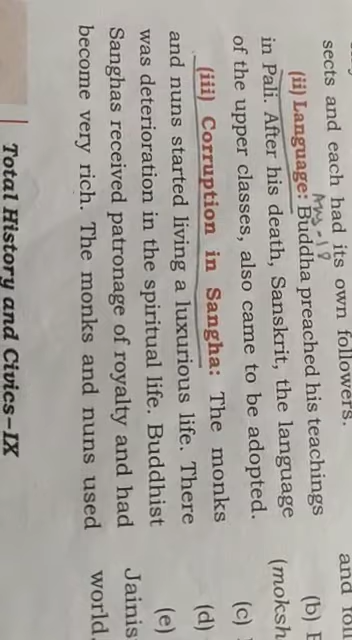 sects and each had its own followers.
Ans-18
(ii) Language: Buddha preached his teachings
in Pali. After his death, Sanskrit, the language
of the upper classes, also came to be adopted.
(iii) Corruption in Sangha: The monks
and nuns started living a luxurious life. There
was deterioration in the spiritual life. Buddhist
Sanghas received patronage of royalty and had
become very rich. The monks and nuns used
Total History and Civics–IX
and
(b)
(moksh
(c)
(d)
(e)
Jainis
world.